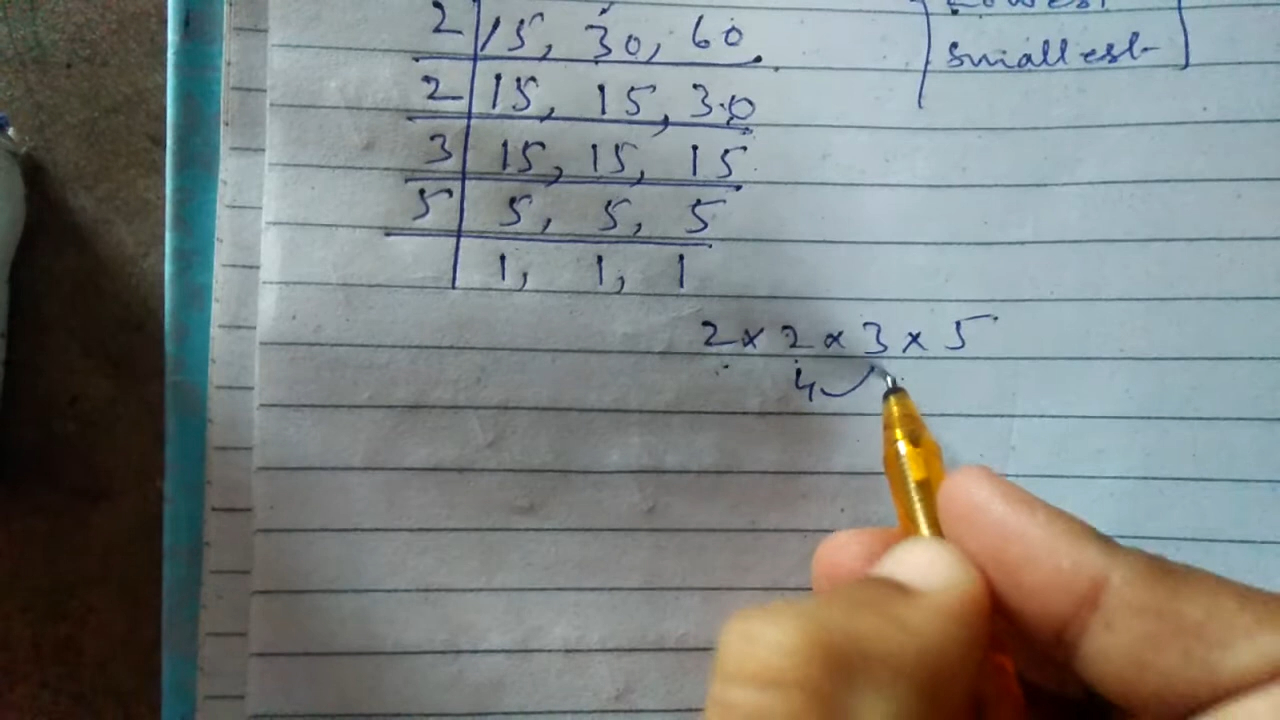 2 | 15, 30, 60
smallest
2 | 15, 15, 30
3 | 15, 15, 15
5 | 5, 5, 5
1, 1, 1
2 × 2 × 3 × 5
4